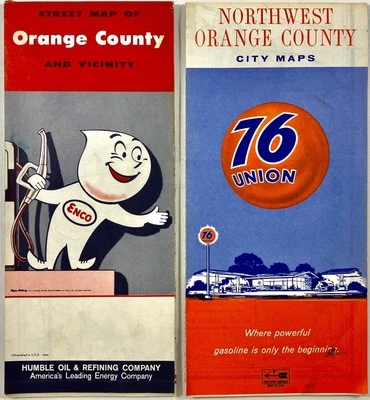 STREET MAP OF
Orange County
AND VICINITY
ENCO
HUMBLE OIL & REFINING COMPANY
America's Leading Energy Company
NORTHWEST
ORANGE COUNTY
CITY MAPS
76
UNION
76
Where powerful
gasoline is only the beginning.